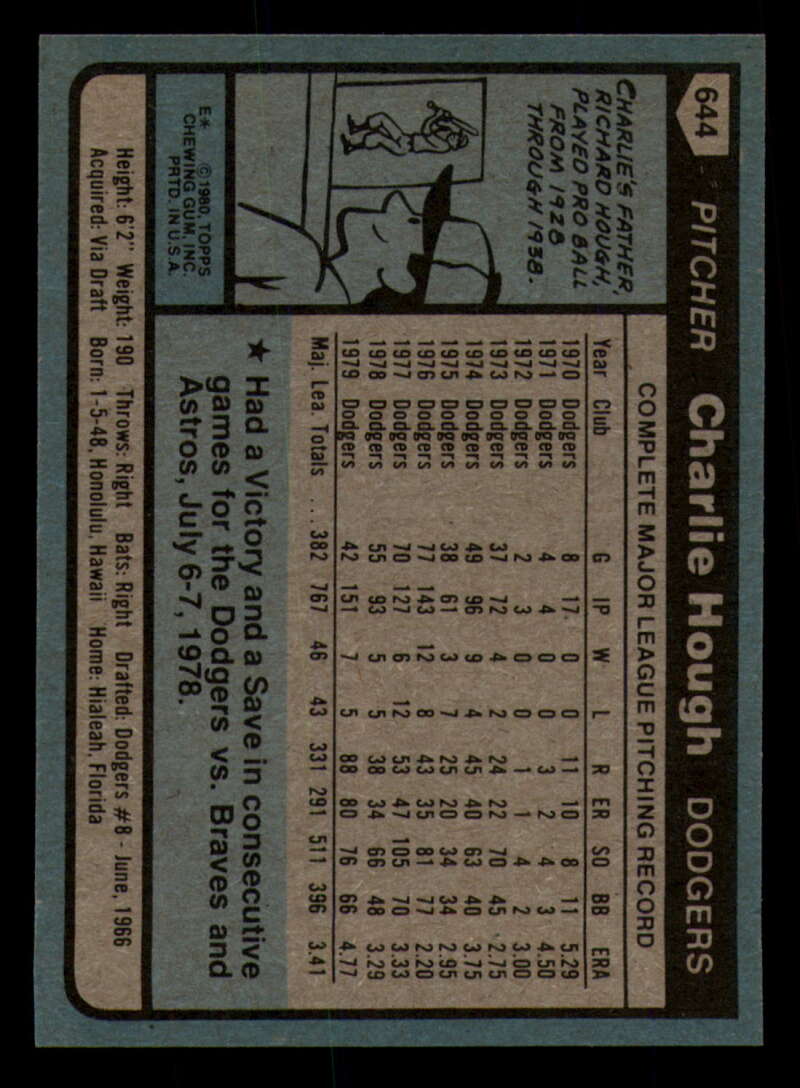 644 PITCHER Charlie Hough DODGERS
CHARLIE'S FATHER,
RICHARD HOUGH,
PLAYED PRO BALL
FROM 1928
THROUGH 1938.
E* © 1980, TOPPS
CHEWING GUM, INC.
PRTD. IN U.S.A.
COMPLETE MAJOR LEAGUE PITCHING RECORD
Year Club G IP W L R ER SO BB ERA
1970 Dodgers 8 17 0 0 11 10 8 11 5.29
1971 Dodgers 4 4 0 0 3 2 4 3 4.50
1972 Dodgers 2 3 0 0 1 1 4 2 3.00
1973 Dodgers 37 72 4 2 24 22 70 45 2.75
1974 Dodgers 49 96 9 4 45 40 63 40 3.75
1975 Dodgers 38 61 3 7 25 20 34 34 2.95
1976 Dodgers 77 143 12 8 43 35 81 77 2.20
1977 Dodgers 70 127 6 12 53 47 105 70 3.33
1978 Dodgers 55 93 5 5 38 34 66 48 3.29
1979 Dodgers 42 151 7 5 88 80 76 66 4.77
Maj. Lea. Totals ... 382 767 46 43 331 291 511 396 3.41
★ Had a Victory and a Save in consecutive
games for the Dodgers vs. Braves and
Astros, July 6-7, 1978.
Height: 6'2" Weight: 190 Throws: Right Bats: Right Drafted: Dodgers #8 - June, 1966
Acquired: Via Draft Born: 1-5-48, Honolulu, Hawaii Home: Hialeah, Florida